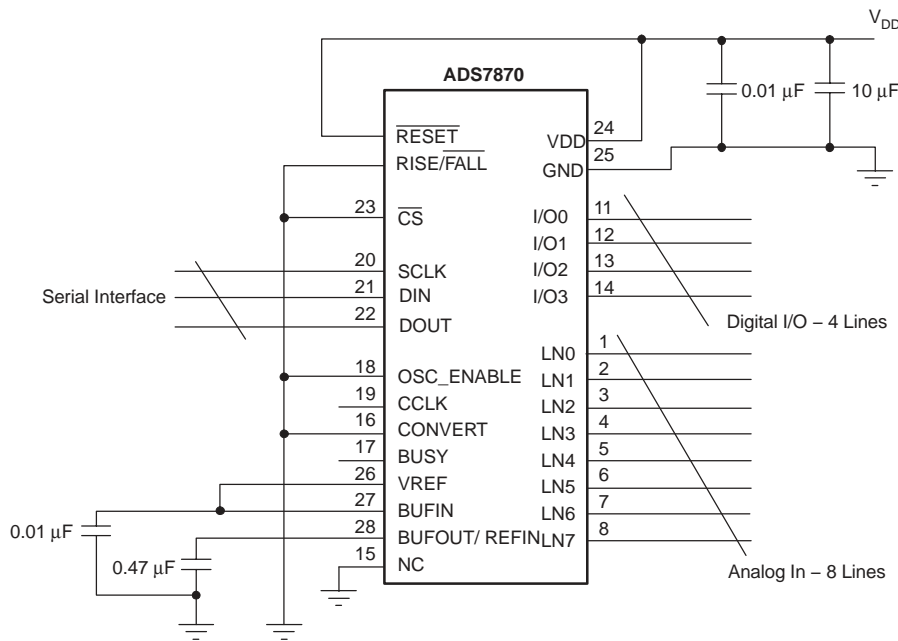 V_DD
ADS7870
0.01 μF
10 μF
RESET
RISE/FALL
VDD
24
GND
25
23
CS
I/O0
11
I/O1
12
20
SCLK
I/O2
13
Serial Interface
21
DIN
I/O3
14
22
DOUT
Digital I/O – 4 Lines
LN0
1
18
OSC_ENABLE
LN1
2
19
CCLK
LN2
3
16
CONVERT
LN3
4
17
BUSY
LN4
5
26
VREF
LN5
6
27
BUFIN
LN6
7
0.01 μF
28
BUFOUT/ REFIN
LN7
8
0.47 μF
15
NC
Analog In – 8 Lines